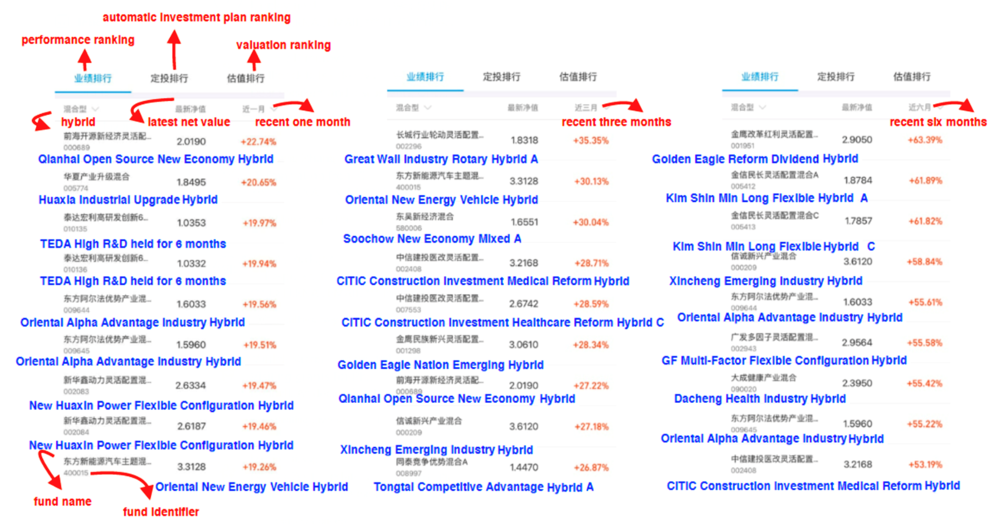 automatic investment plan ranking
performance ranking
valuation ranking
业绩排行 定投排行 估值排行
混合型 最新净值 近一月
hybrid latest net value recent one month
前海开源新经济灵活配... 2.0190 +22.74%
000689
Qianhai Open Source New Economy Hybrid
华夏产业升级混合 1.8495 +20.65%
005774
Huaxia Industrial Upgrade Hybrid
泰达宏利高研发创新6... 1.0353 +19.97%
010135
TEDA High R&D held for 6 months
泰达宏利高研发创新6... 1.0332 +19.94%
010136
TEDA High R&D held for 6 months
东方阿尔法优势产业混... 1.6033 +19.56%
009644
Oriental Alpha Advantage Industry Hybrid
东方阿尔法优势产业混... 1.5960 +19.51%
009645
Oriental Alpha Advantage Industry Hybrid
新华鑫动力灵活配置混... 2.6334 +19.47%
002083
New Huaxin Power Flexible Configuration Hybrid
新华鑫动力灵活配置混... 2.6187 +19.46%
002084
New Huaxin Power Flexible Configuration Hybrid
东方新能源汽车主题混... 3.3128 +19.26%
400015
Oriental New Energy Vehicle Hybrid
fund name
fund identifier
业绩排行 定投排行 估值排行
混合型 最新净值 近三月
recent three months
长城行业轮动灵活配置... 1.8318 +35.35%
002296
Great Wall Industry Rotary Hybrid A
东方新能源汽车主题混... 3.3128 +30.13%
400015
Oriental New Energy Vehicle Hybrid
东吴新经济混合 1.6551 +30.04%
580006
Soochow New Economy Mixed A
中信建投医改灵活配置... 3.2168 +28.71%
002408
CITIC Construction Investment Medical Reform Hybrid
中信建投医改灵活配置... 2.6742 +28.59%
007553
CITIC Construction Investment Healthcare Reform Hybrid C
金鹰民族新兴灵活配置... 3.0610 +28.34%
001298
Golden Eagle Nation Emerging Hybrid
前海开源新经济灵活配... 2.0190 +27.22%
000689
Qianhai Open Source New Economy Hybrid
信诚新兴产业混合 3.6120 +27.18%
000209
Xincheng Emerging Industry Hybrid
同泰竞争优势混合A 1.4470 +26.87%
008997
Tongtai Competitive Advantage Hybrid A
业绩排行 定投排行 估值排行
混合型 最新净值 近六月
recent six months
金鹰改革红利灵活配置... 2.9050 +63.39%
001951
Golden Eagle Reform Dividend Hybrid
金信民长灵活配置混合A 1.8784 +61.89%
005412
Kim Shin Min Long Flexible Hybrid A
金信民长灵活配置混合C 1.7857 +61.82%
005413
Kim Shin Min Long Flexible Hybrid C
信诚新兴产业混合 3.6120 +58.84%
000209
Xincheng Emerging Industry Hybrid
东方阿尔法优势产业混... 1.6033 +55.61%
009644
Oriental Alpha Advantage Industry Hybrid
广发多因子灵活配置混... 2.9564 +55.58%
002943
GF Multi-Factor Flexible Configuration Hybrid
大成健康产业混合 2.3950 +55.42%
090020
Dacheng Health Industry Hybrid
东方阿尔法优势产业混... 1.5960 +55.22%
009645
Oriental Alpha Advantage Industry Hybrid
中信建投医改灵活配置... 3.2168 +53.19%
002408
CITIC Construction Investment Medical Reform Hybrid